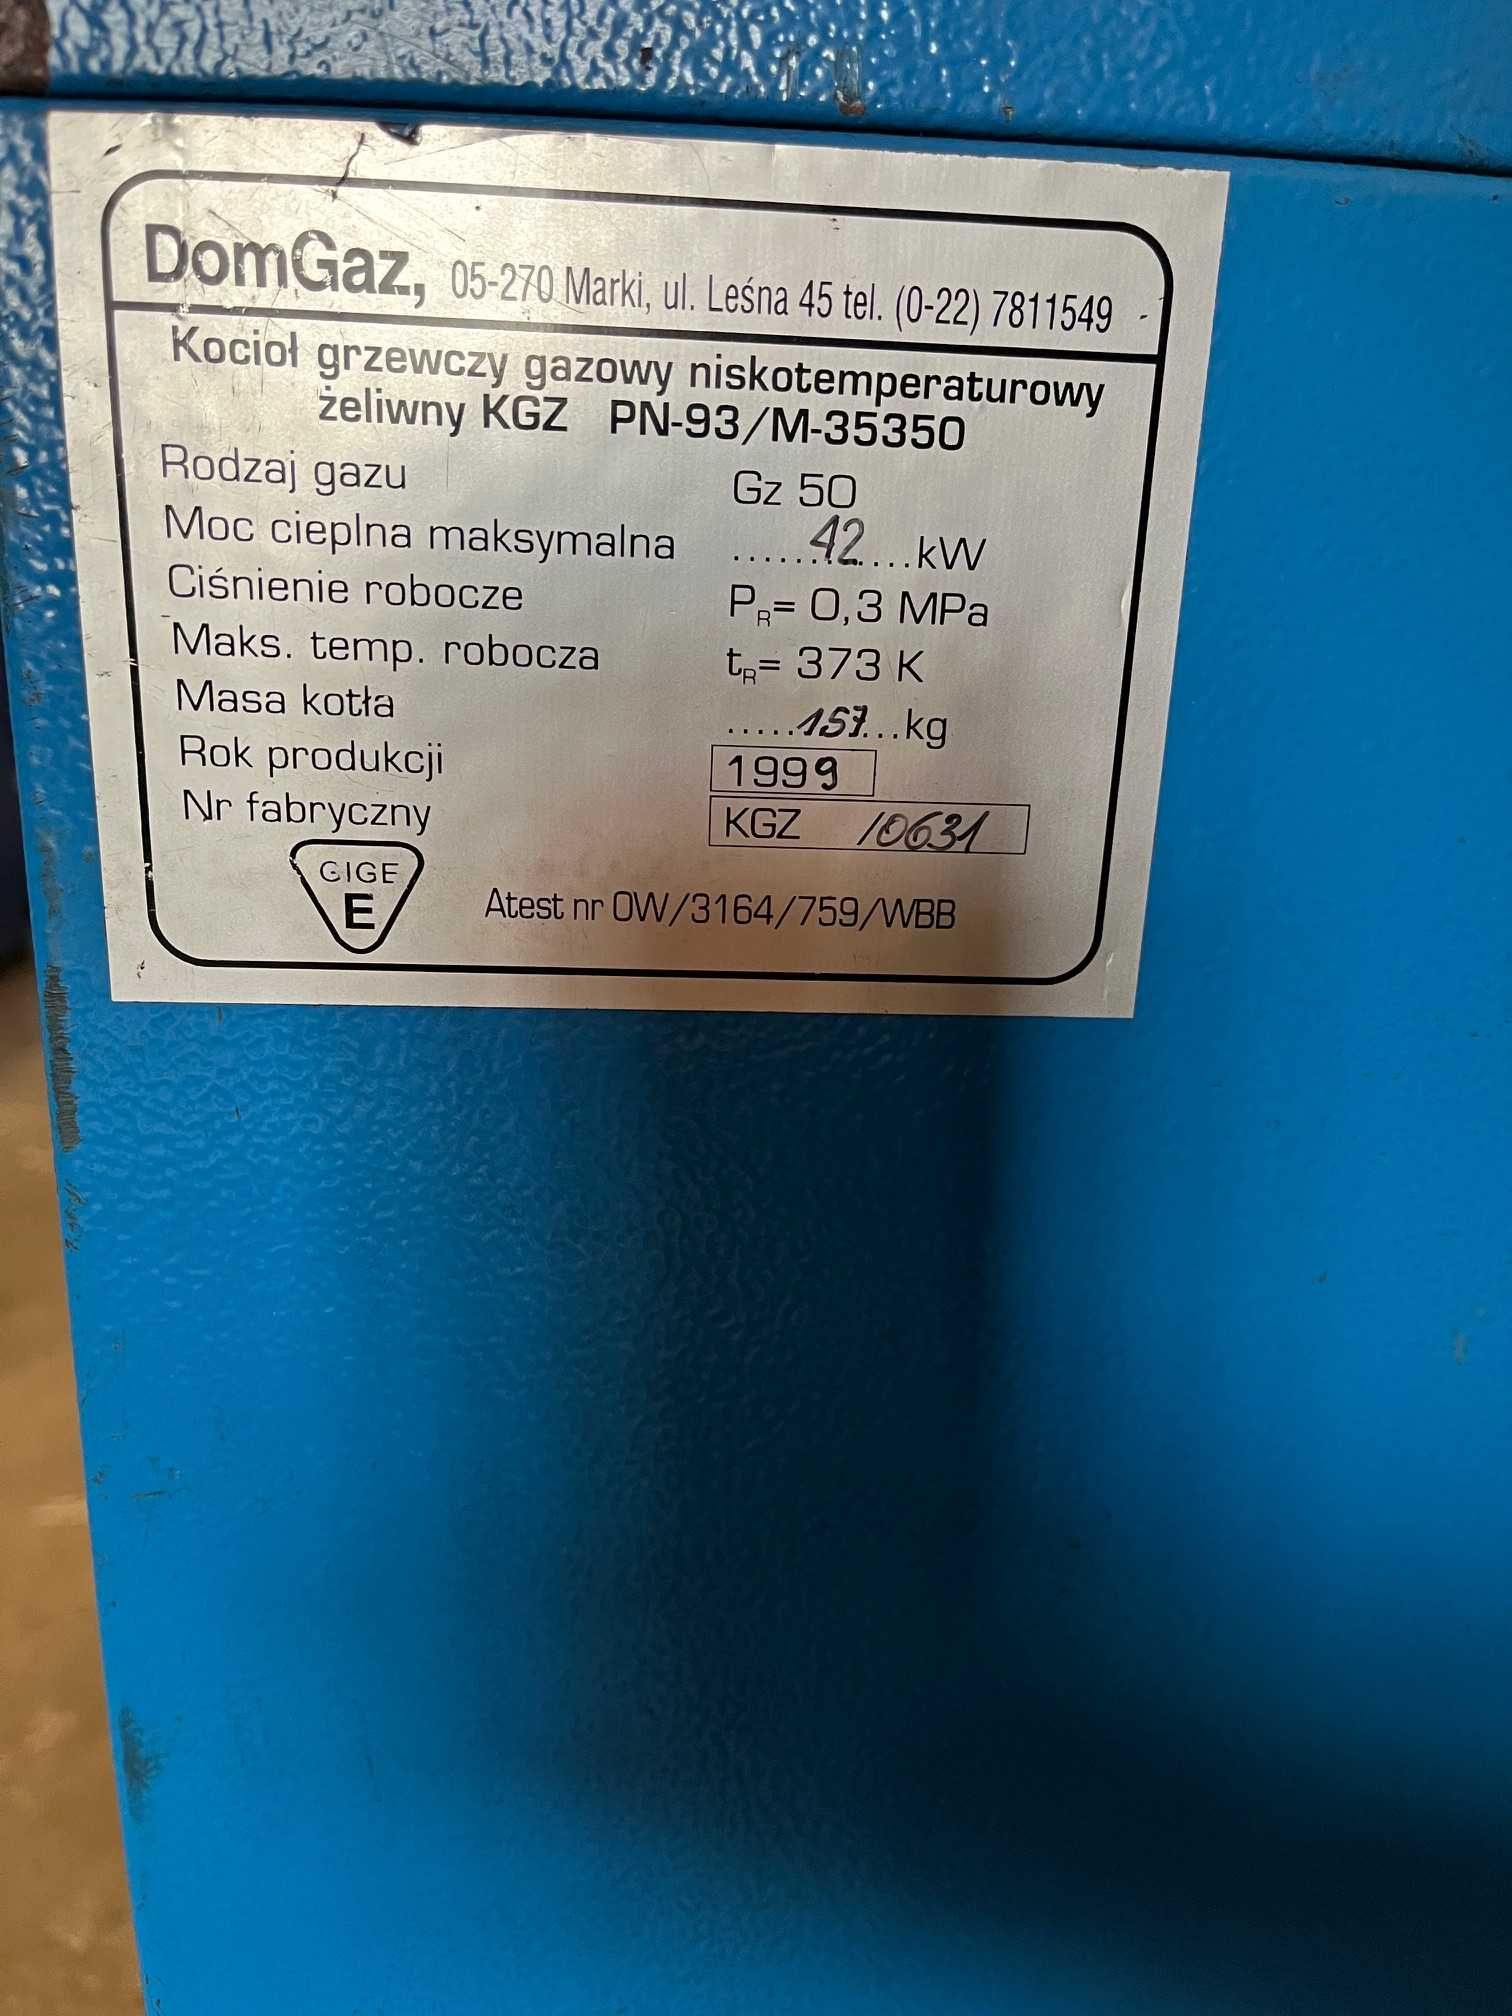 DomGaz, 05-270 Marki, ul. Leśna 45 tel. (0-22) 7811549
Kocioł grzewczy gazowy niskotemperaturowy
żeliwny KGZ PN-93/M-35350
Rodzaj gazu Gz 50
Moc cieplna maksymalna ......42....kW
Ciśnienie robocze PR= 0,3 MPa
Maks. temp. robocza tR= 373 K
Masa kotła .....157...kg
Rok produkcji 1999
Nr fabryczny KGZ 10631
GIGE
E
Atest nr OW/3164/759/WBB